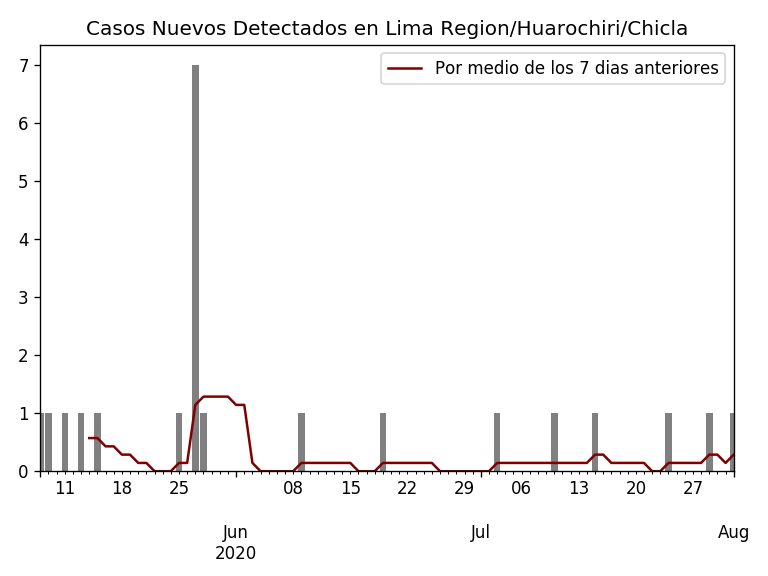 Casos Nuevos Detectados en Lima Region/Huarochiri/Chicla
Por medio de los 7 dias anteriores
7
6
5
4
3
2
1
0
11 18 25 08 15 22 29 06 13 20 27
Jun Jul Aug
2020